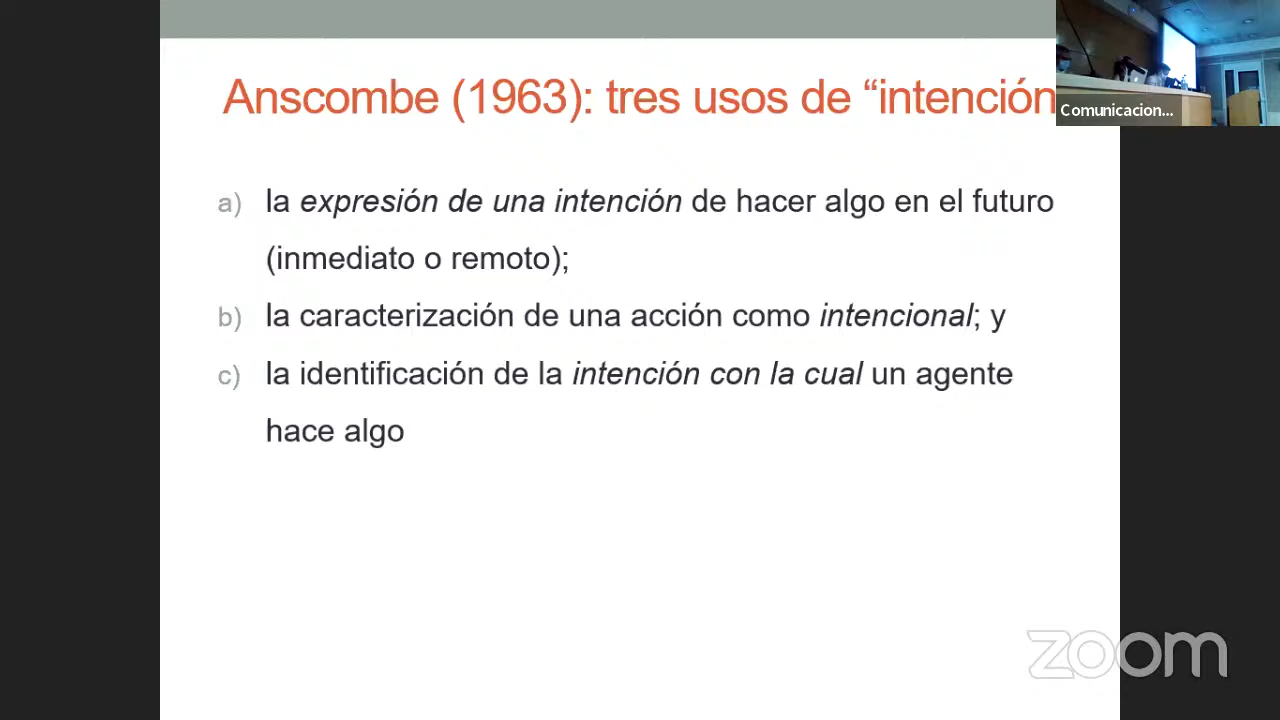 Anscombe (1963): tres usos de “intención
Comunicacion...
a) la expresión de una intención de hacer algo en el futuro
(inmediato o remoto);
b) la caracterización de una acción como intencional; y
c) la identificación de la intención con la cual un agente
hace algo
zoom